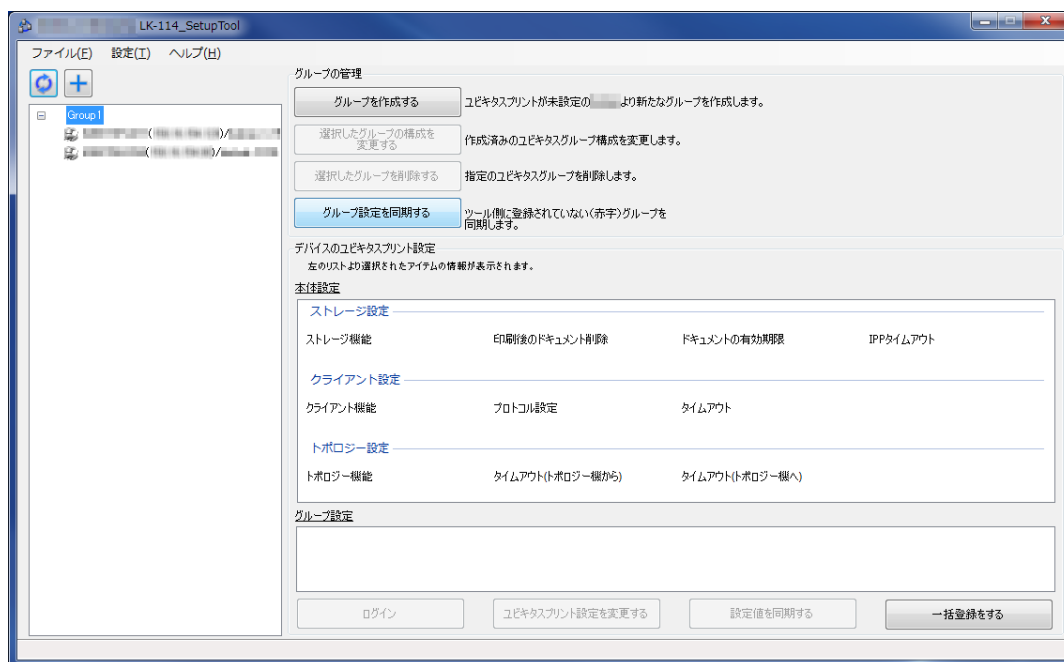 LK-114_SetupTool
ファイル(F) 設定(T) ヘルプ(H)
Group1
グループの管理
グループを作成する
ユビキタスプリントが未設定の
より新たなグループを作成します。
選択したグループの構成を
変更する
作成済みのユビキタスグループ構成を変更します。
選択したグループを削除する
指定のユビキタスグループを削除します。
グループ設定を同期する
ツール側に登録されていない(赤字)グループを
同期します。
デバイスのユビキタスプリント設定
左のリストより選択されたアイテムの情報が表示されます。
本体設定
ストレージ設定
ストレージ機能 印刷後のドキュメント削除 ドキュメントの有効期限 IPPタイムアウト
クライアント設定
クライアント機能 プロトコル設定 タイムアウト
トポロジー設定
トポロジー機能 タイムアウト(トポロジー機から) タイムアウト(トポロジー機へ)
グループ設定
ログイン ユビキタスプリント設定を変更する 設定値を同期する 一括登録をする